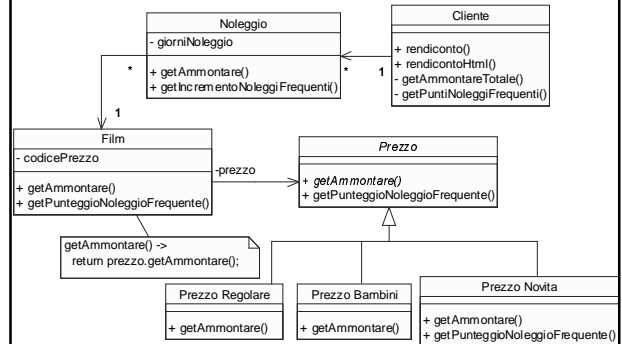 Noleggio
- giorniNoleggio
+ getAmmontare()
+ getIncrementoNoleggiFrequenti()
Cliente
+ rendiconto()
+ rendicontoHtml()
- getAmmontareTotale()
- getPuntiNoleggiFrequenti()
*
1
*
1
Film
- codicePrezzo
+ getAmmontare()
+ getPunteggioNoleggioFrequente()
-prezzo
Prezzo
+ getAmmontare()
+ getPunteggioNoleggioFrequente()
getAmmontare() ->
return prezzo.getAmmontare();
Prezzo Regolare
+ getAmmontare()
Prezzo Bambini
+ getAmmontare()
Prezzo Novita
+ getAmmontare()
+ getPunteggioNoleggioFrequente()